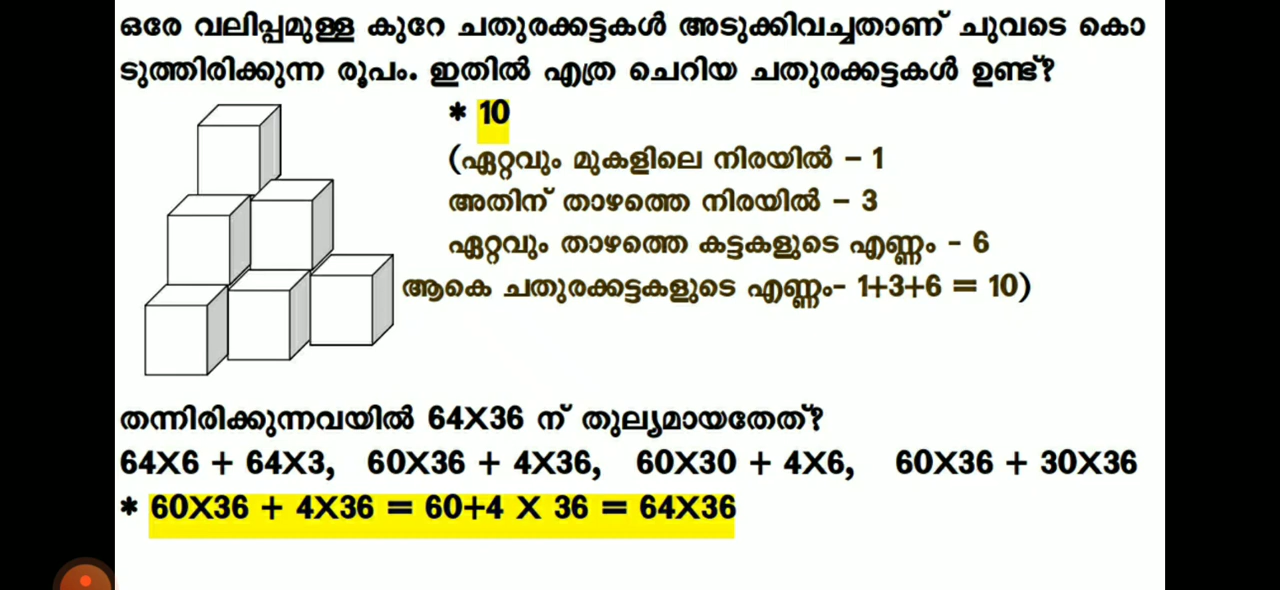 ഒരേ വലിപ്പമുള്ള കുറേ ചതുരക്കട്ടകൾ അടുക്കിവച്ചതാണ് ചുവടെ കൊ
ടുത്തിരിക്കുന്ന രൂപം. ഇതിൽ എത്ര ചെറിയ ചതുരക്കട്ടകൾ ഉണ്ട്?
* 10
(ഏറ്റവും മുകളിലെ നിരയിൽ - 1
അതിന് താഴത്തെ നിരയിൽ - 3
ഏറ്റവും താഴത്തെ കട്ടകളുടെ എണ്ണം - 6
ആകെ ചതുരക്കട്ടകളുടെ എണ്ണം- 1+3+6 = 10)
തന്നിരിക്കുന്നവയിൽ 64X36 ന് തുല്യമായതേത്?
64X6 + 64X3, 60X36 + 4X36, 60X30 + 4X6, 60X36 + 30X36
* 60X36 + 4X36 = 60+4 X 36 = 64X36